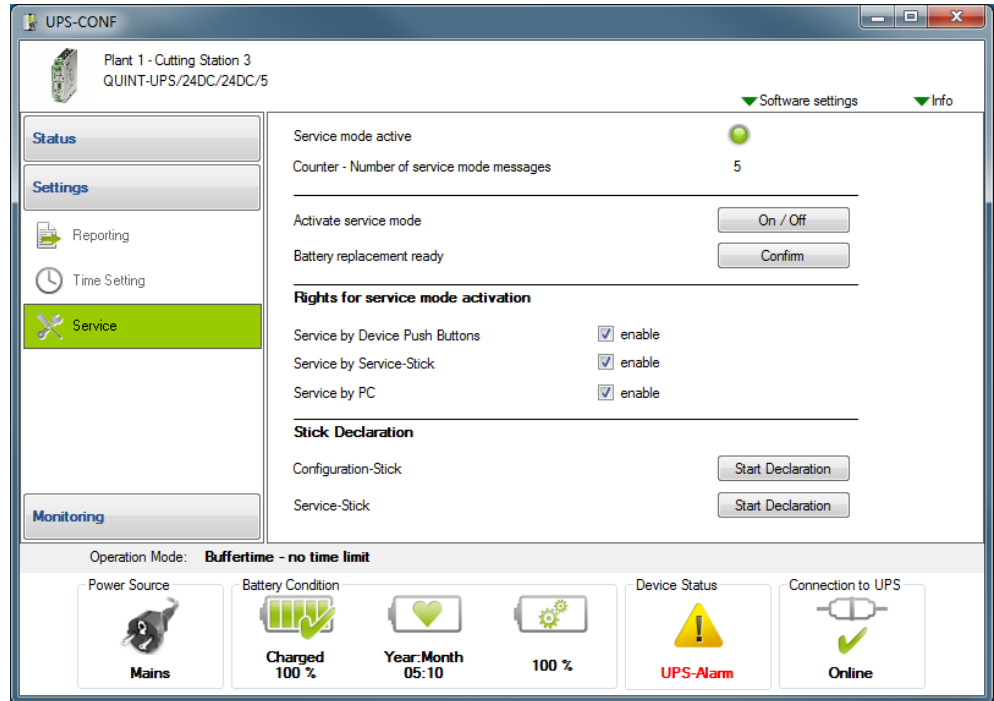 UPS-CONF
Plant 1 - Cutting Station 3
QUINT-UPS/24DC/24DC/5
Software settings
Info
Status
Settings
Reporting
Time Setting
Service
Monitoring
Service mode active
Counter - Number of service mode messages 5
Activate service mode On / Off
Battery replacement ready Confirm
Rights for service mode activation
Service by Device Push Buttons enable
Service by Service-Stick enable
Service by PC enable
Stick Declaration
Configuration-Stick Start Declaration
Service-Stick Start Declaration
Operation Mode: Buffertime - no time limit
Power Source
Mains
Battery Condition
Charged
100 %
Year:Month
05:10
100 %
Device Status
UPS-Alarm
Connection to UPS
Online